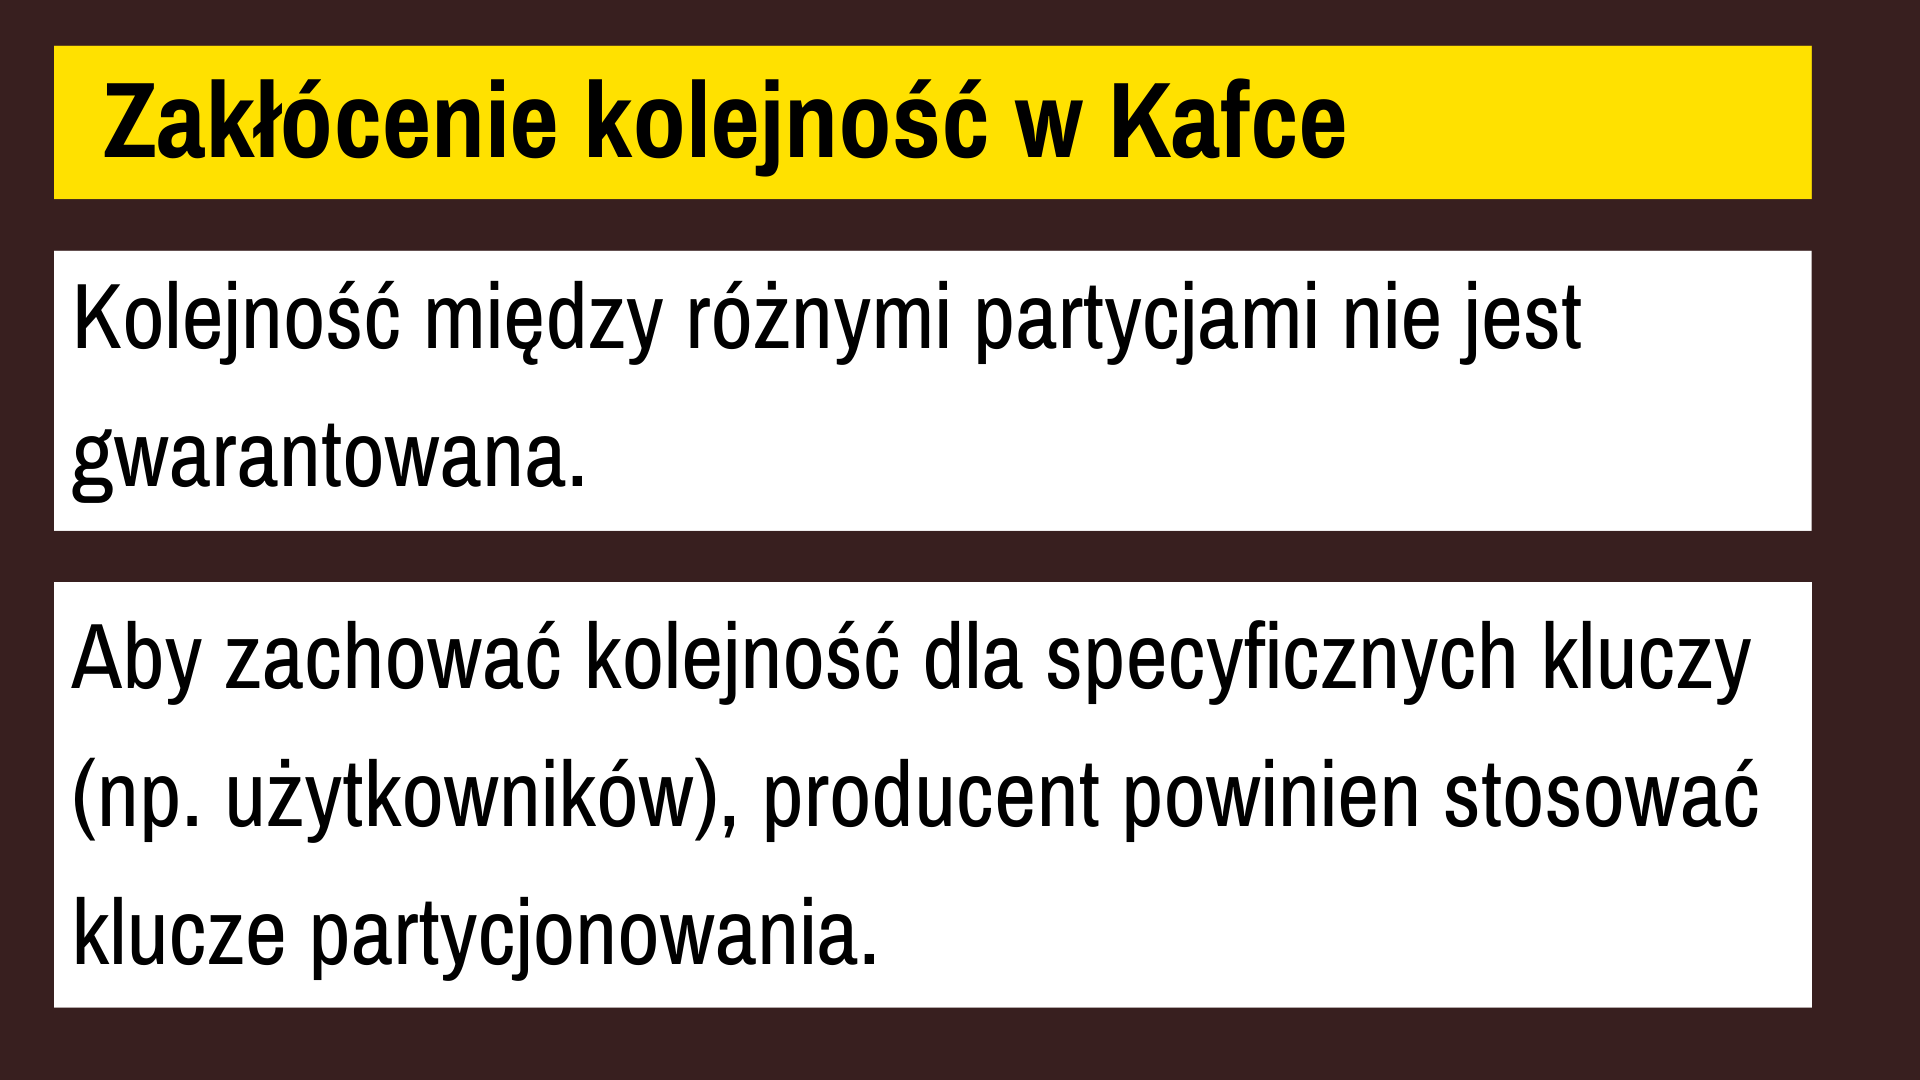 Zakłócenie kolejność w Kafce
Kolejność między różnymi partycjami nie jest
gwarantowana.
Aby zachować kolejność dla specyficznych kluczy
(np. użytkowników), producent powinien stosować
klucze partycjonowania.